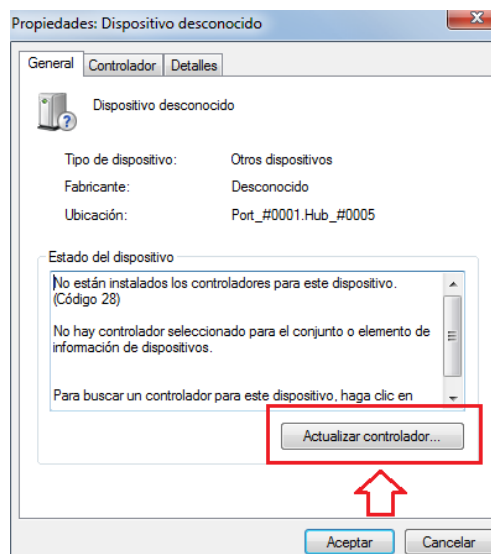 Propiedades: Dispositivo desconocido
General Controlador Detalles
Dispositivo desconocido
Tipo de dispositivo: Otros dispositivos
Fabricante: Desconocido
Ubicación: Port_#0001.Hub_#0005
Estado del dispositivo
No están instalados los controladores para este dispositivo.
(Código 28)
No hay controlador seleccionado para el conjunto o elemento de
información de dispositivos.
Para buscar un controlador para este dispositivo, haga clic en
Actualizar controlador...
Aceptar Cancelar